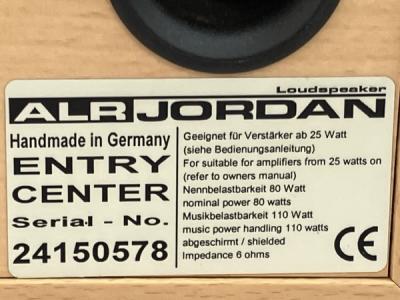 Loudspeaker
ALR JORDAN
Handmade in Germany
ENTRY
CENTER
Serial - No.
24150578
Geeignet für Verstärker ab 25 Watt
(siehe Bedienungsanleitung)
For suitable for amplifiers from 25 watts on
(refer to owners manual)
Nennbelastbarkeit 80 Watt
nominal power 80 watts
Musikbelastbarkeit 110 Watt
music power handling 110 watts
abgeschirmt / shielded
Impedance 6 ohms
CE